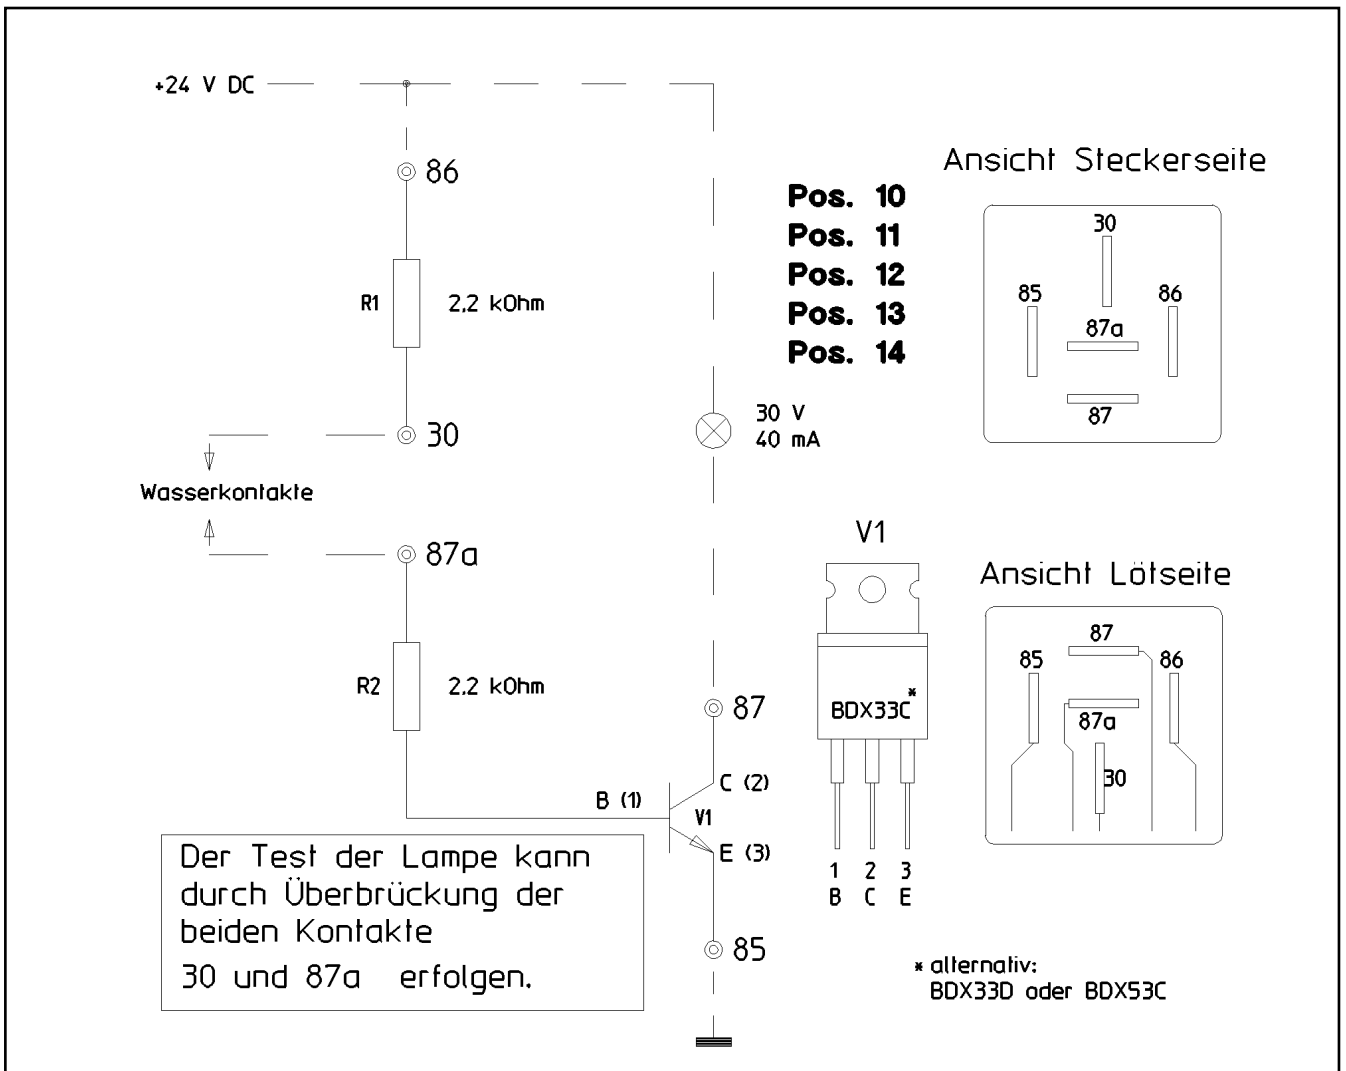 +24 V DC
86
R1
2,2 kOhm
30
Wasserkontakte
87a
R2
2,2 kOhm
B (1)
V1
C (2)
E (3)
87
85
30 V
40 mA
Pos. 10
Pos. 11
Pos. 12
Pos. 13
Pos. 14
Ansicht Steckerseite
30
85
86
87a
87
V1
BDX33C*
1 2 3
B C E
Ansicht Lötseite
87
85
86
87a
30
* alternativ:
BDX33D oder BDX53C
Der Test der Lampe kann
durch Überbrückung der
beiden Kontakte
30 und 87a erfolgen.